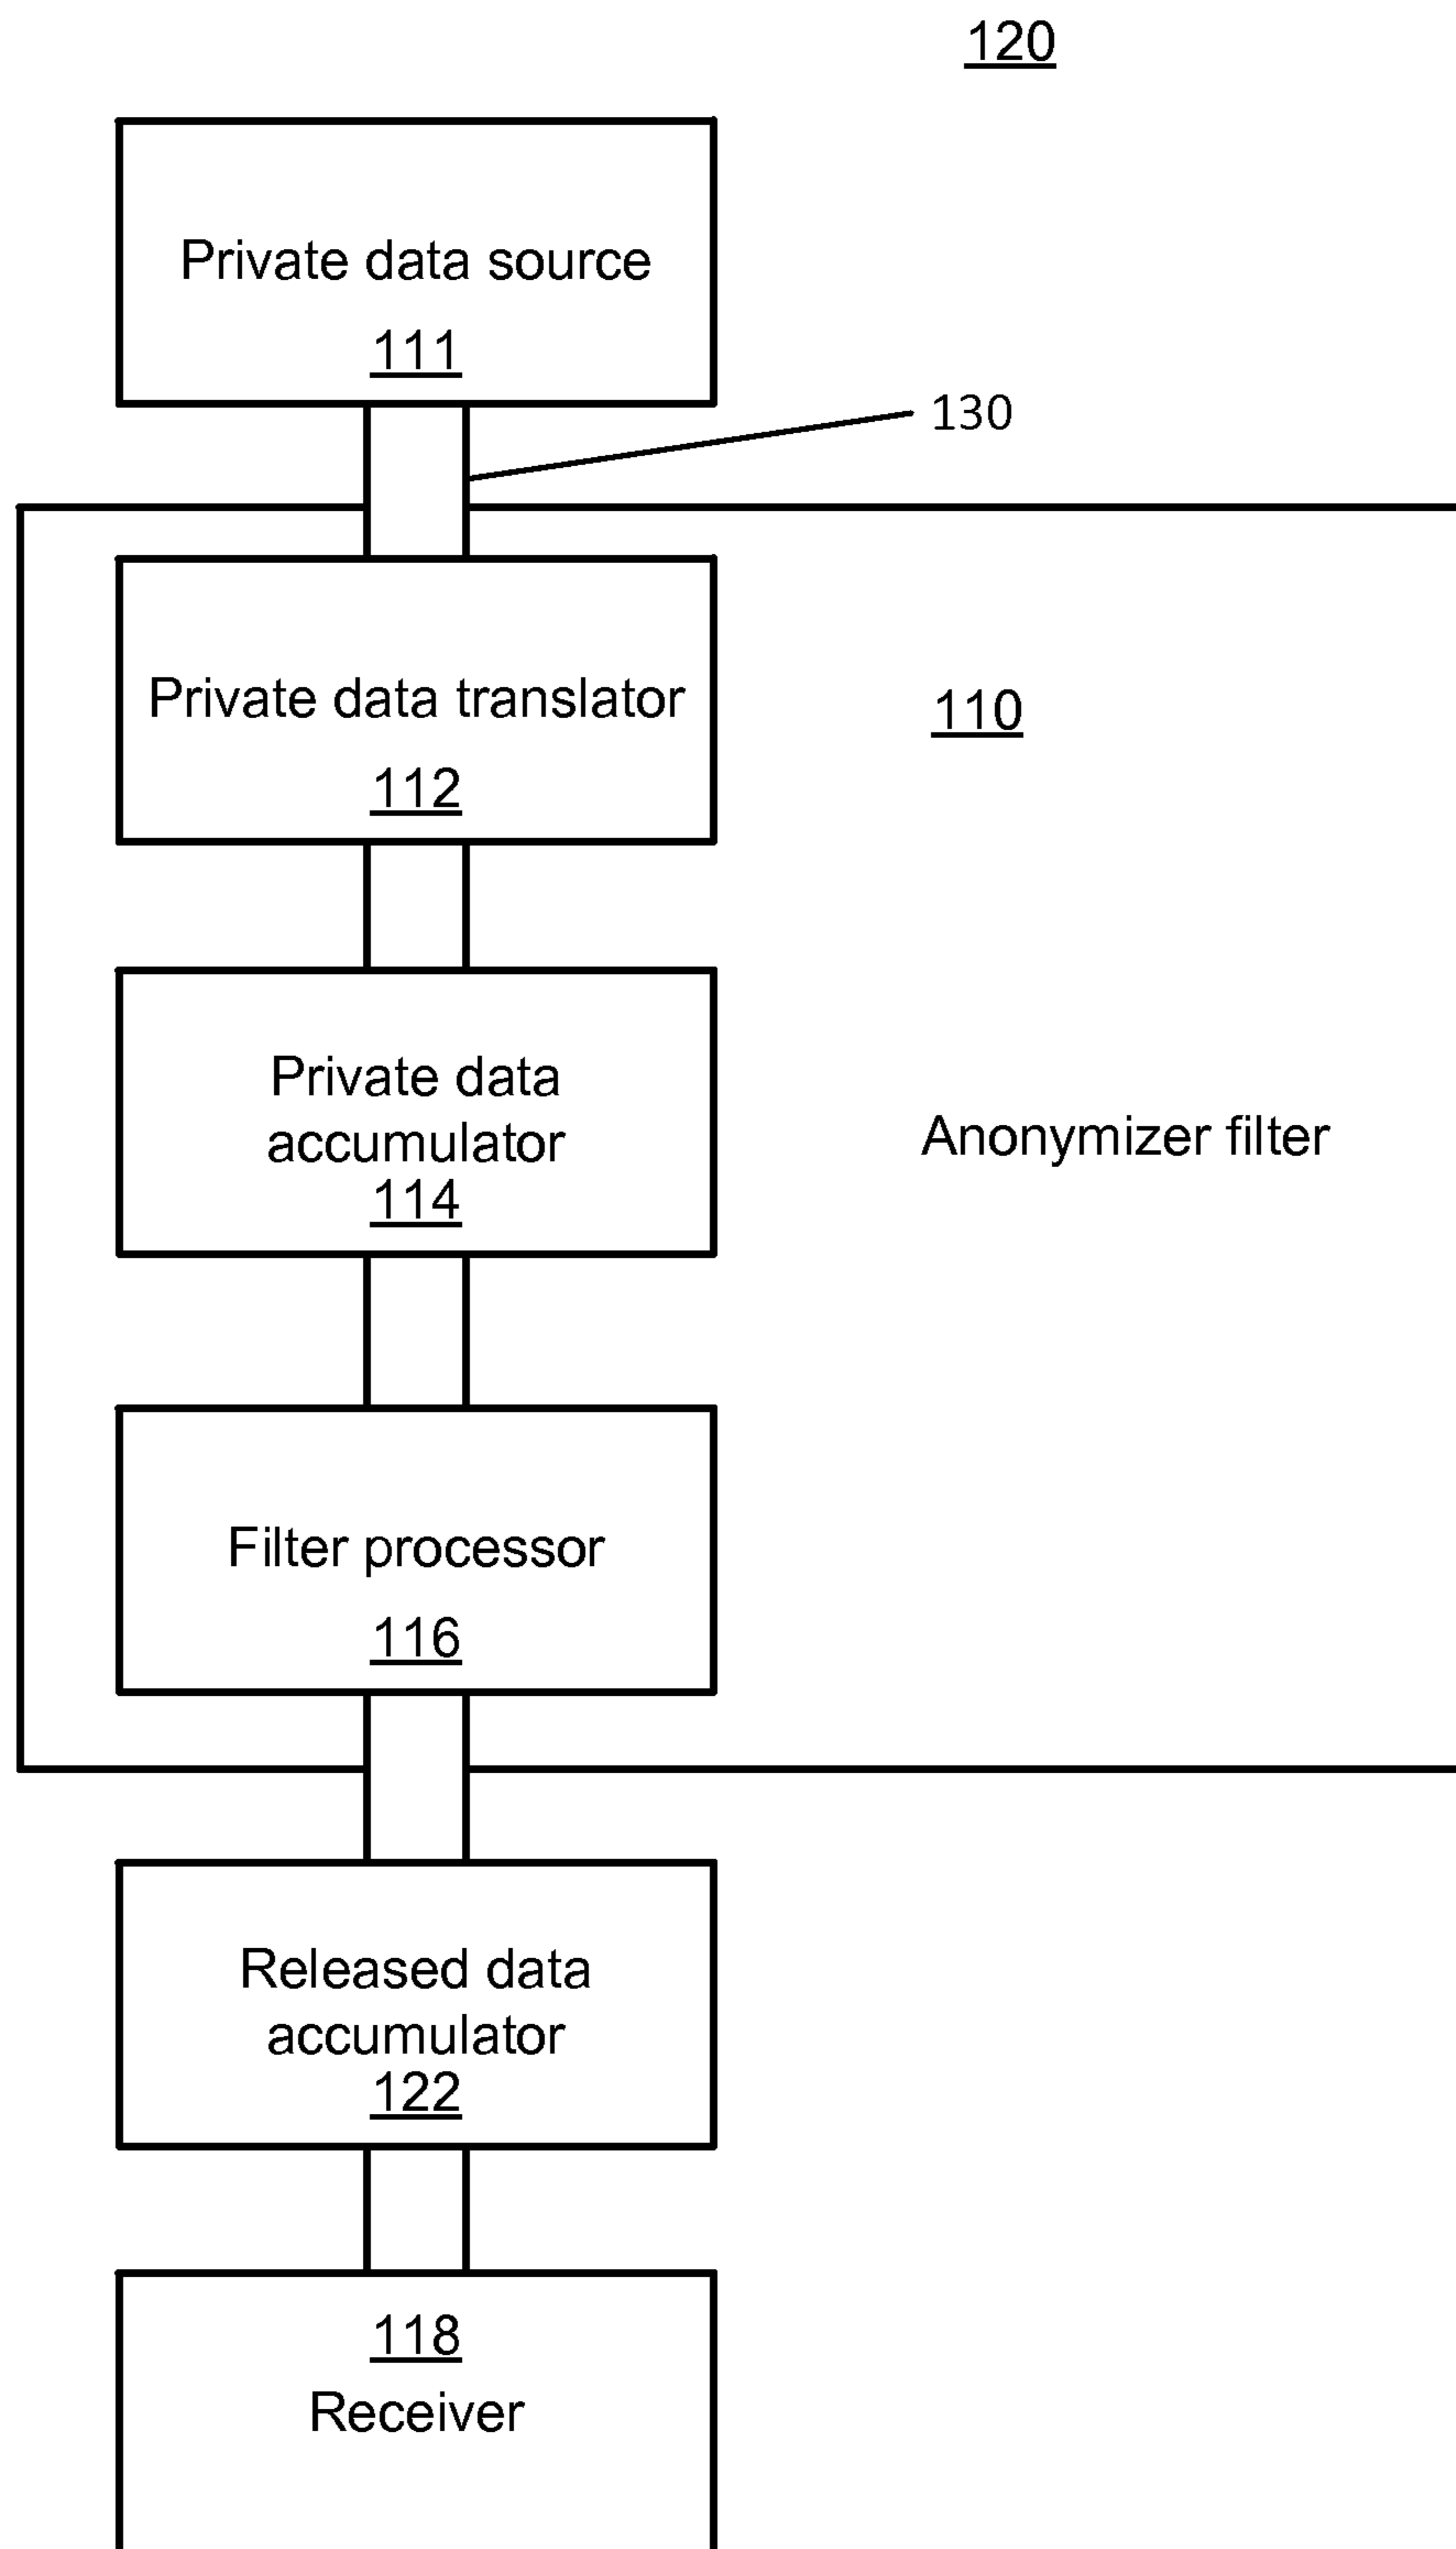 120
Private data source
111
130
Private data translator
112
110
Private data
accumulator
114
Anonymizer filter
Filter processor
116
Released data
accumulator
122
118
Receiver